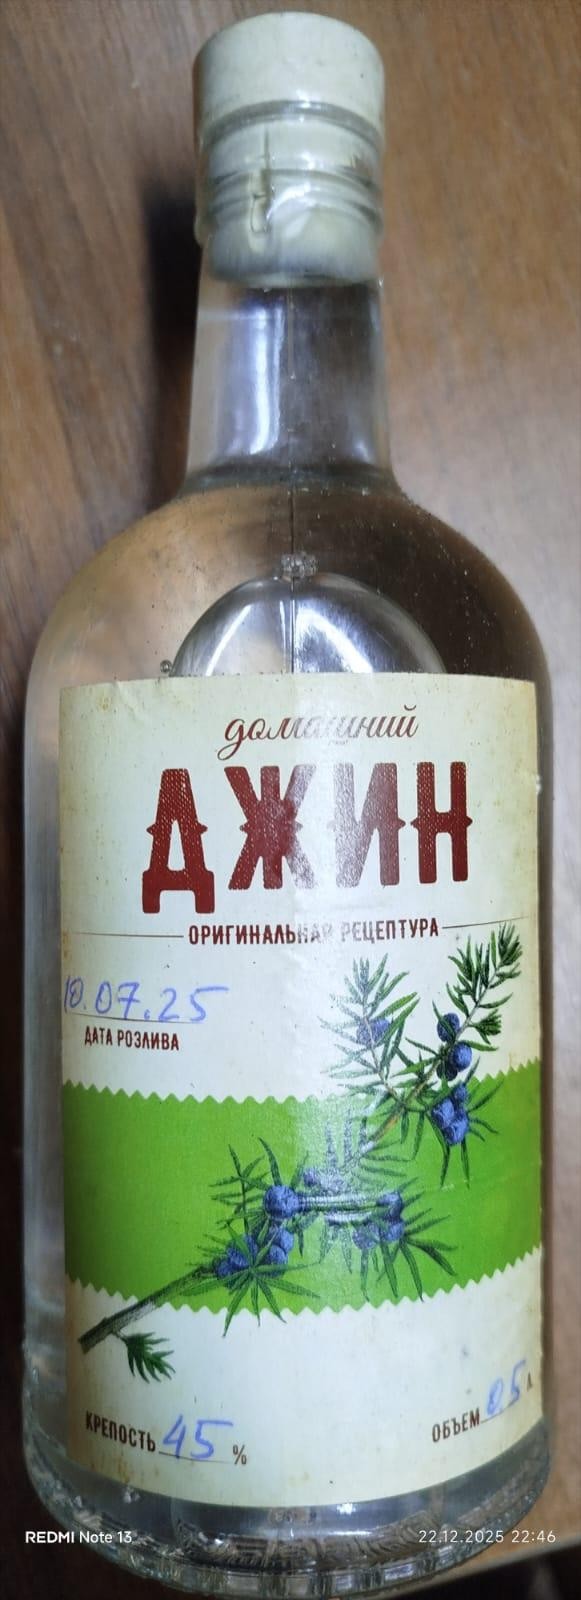 домашний
ДЖИН
ОРИГИНАЛЬНАЯ РЕЦЕПТУРА
10.07.25
ДАТА РОЗЛИВА
КРЕПОСТЬ 45 %
ОБЪЕМ 0.5 Л
REDMI Note 13
22.12.2025 22:46